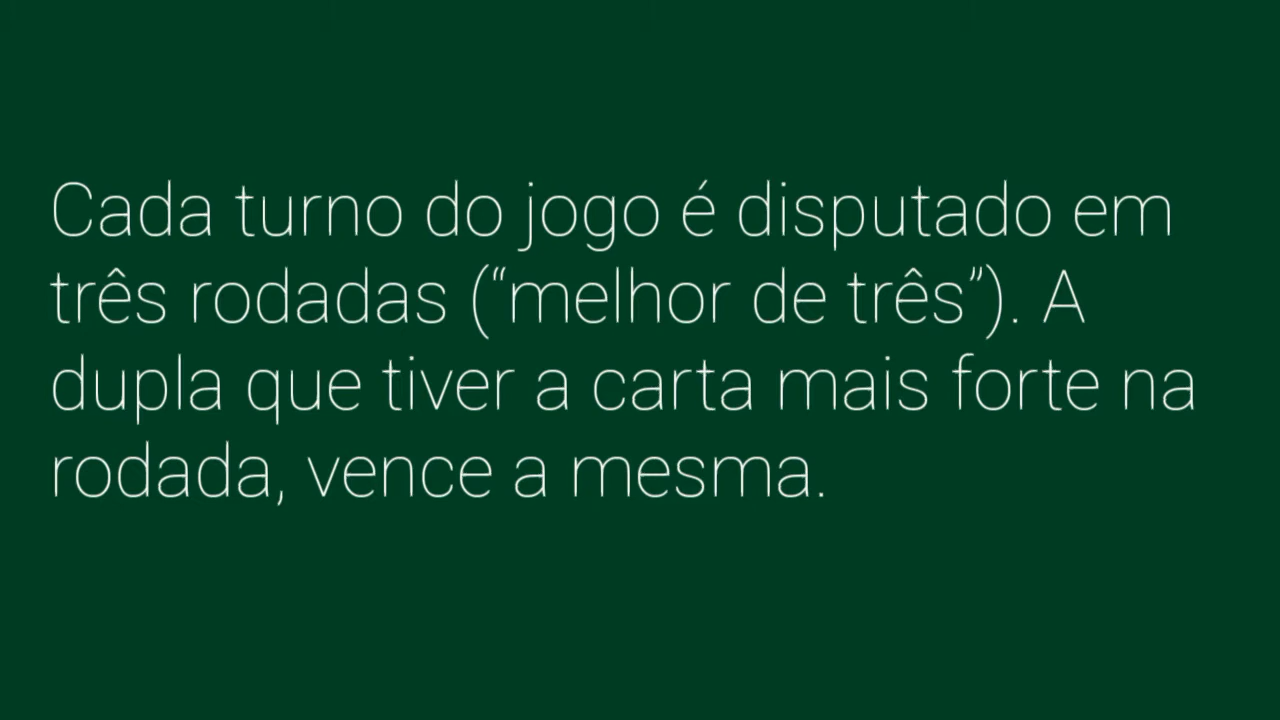 Cada turno do jogo é disputado em
três rodadas (“melhor de três”). A
dupla que tiver a carta mais forte na
rodada, vence a mesma.